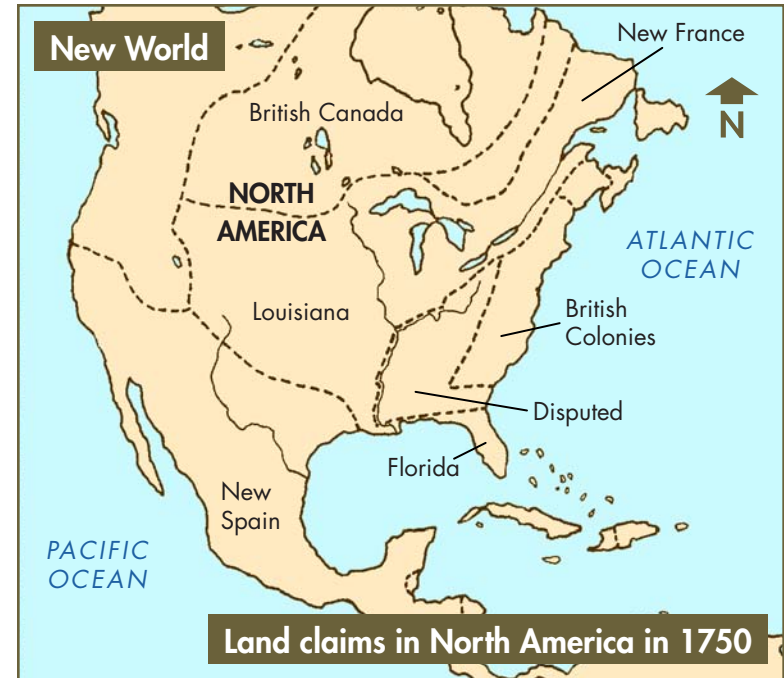 New World
New France
N
British Canada
NORTH
AMERICA
ATLANTIC
OCEAN
Louisiana
British
Colonies
Disputed
Florida
New
Spain
PACIFIC
OCEAN
Land claims in North America in 1750